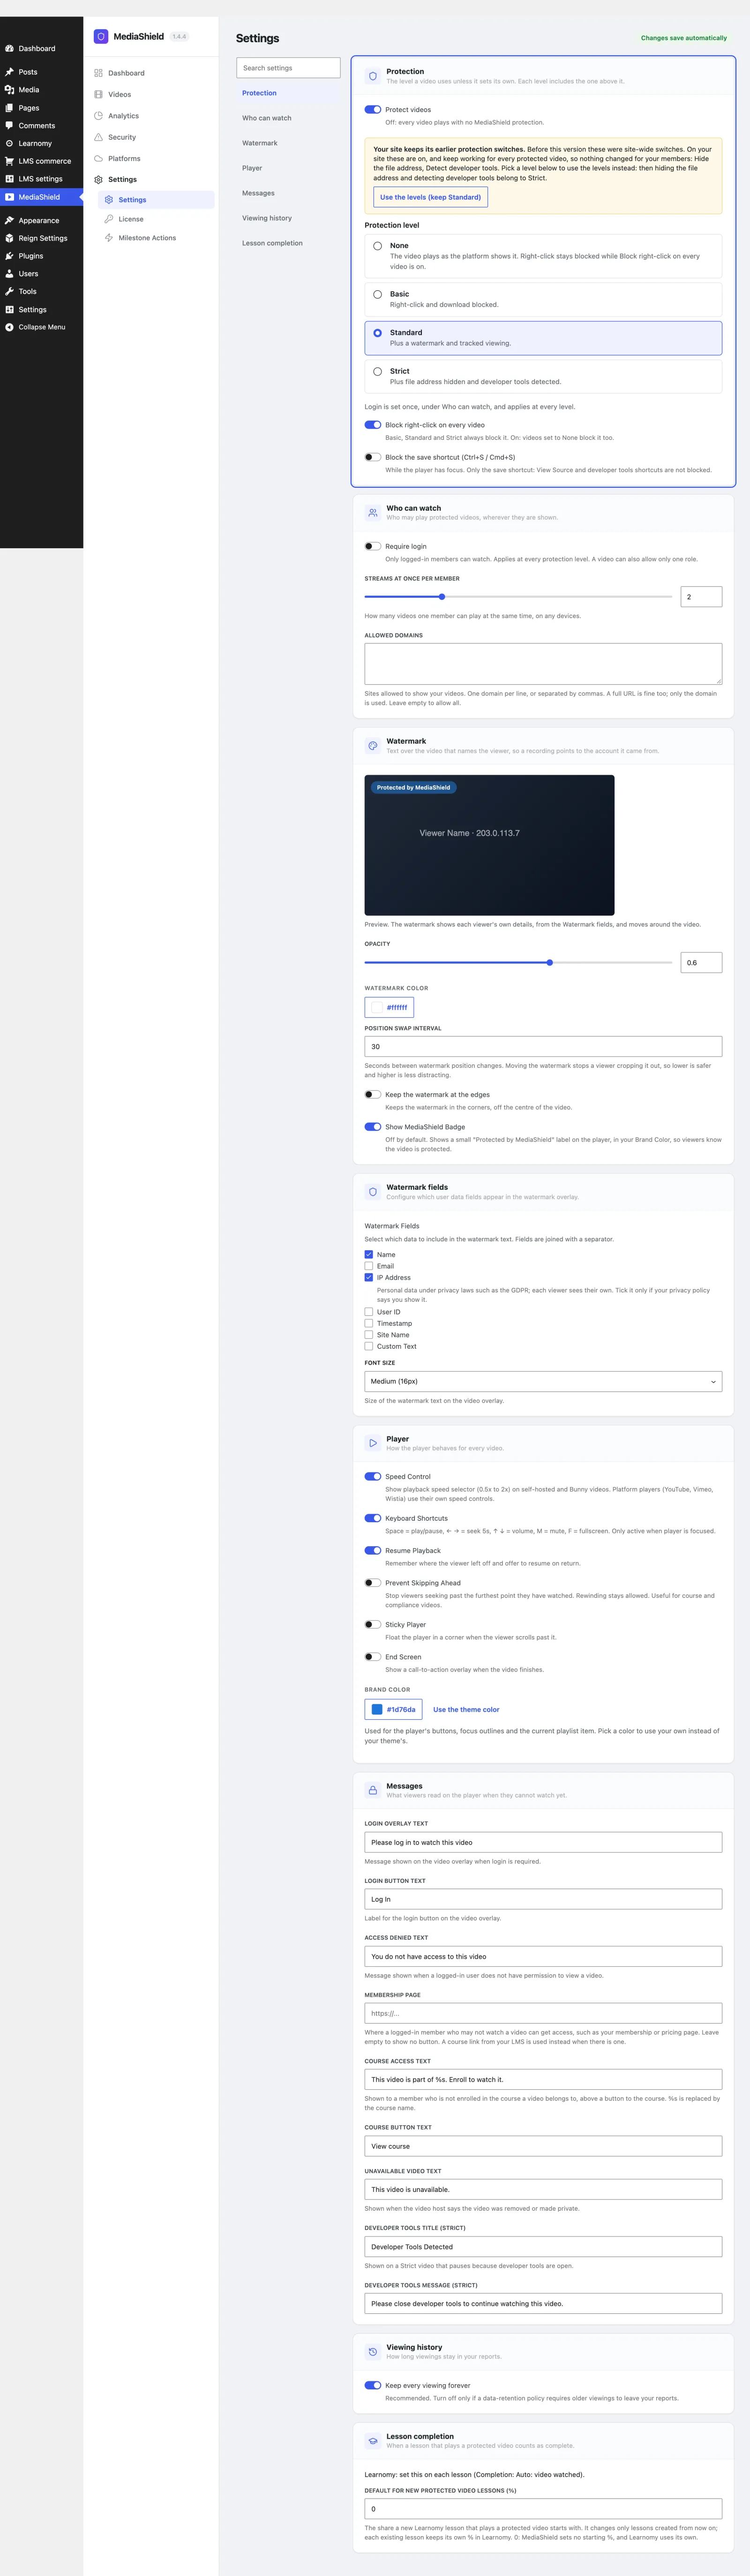 Dashboard
Posts
Media
Pages
Comments
Learnomy
LMS commerce
LMS settings
MediaShield
Appearance
Reign Settings
Plugins
Users
Tools
Settings
Collapse Menu
MediaShield 1.4.4
Dashboard
Videos
Analytics
Security
Platforms
Settings
Settings
License
Milestone Actions
Settings
Changes save automatically
Search settings
Protection
Who can watch
Watermark
Player
Messages
Viewing history
Lesson completion
Protection
The level a video uses unless it sets its own. Each level includes the one above it.
Protect videos
Off: every video plays with no MediaShield protection.
Your site keeps its earlier protection switches. Before this version these were site-wide switches. On your
site these are on, and keep working for every protected video, so nothing changed for your members: Hide
the file address, Detect developer tools. Pick a level below to use the levels instead: then hiding the file
address and detecting developer tools belong to Strict.
Use the levels (keep Standard)
Protection level
None
The video plays as the platform shows it. Right-click stays blocked while Block right-click on every
video is on.
Basic
Right-click and download blocked.
Standard
Plus a watermark and tracked viewing.
Strict
Plus file address hidden and developer tools detected.
Login is set once, under Who can watch, and applies at every level.
Block right-click on every video
Basic, Standard and Strict always block it. On: videos set to None block it too.
Block the save shortcut (Ctrl+S / Cmd+S)
While the player has focus. Only the save shortcut: View Source and developer tools shortcuts are not blocked.
Who can watch
Who may play protected videos, wherever they are shown.
Require login
Only logged-in members can watch. Applies at every protection level. A video can also allow only one role.
STREAMS AT ONCE PER MEMBER
2
How many videos one member can play at the same time, on any devices.
ALLOWED DOMAINS
Sites allowed to show your videos. One domain per line, or separated by commas. A full URL is fine too; only the domain
is used. Leave empty to allow all.
Watermark
Text over the video that names the viewer, so a recording points to the account it came from.
Protected by MediaShield
Viewer Name · 203.0.113.7
Preview. The watermark shows each viewer's own details, from the Watermark fields, and moves around the video.
OPACITY
0.6
WATERMARK COLOR
#ffffff
POSITION SWAP INTERVAL
30
Seconds between watermark position changes. Moving the watermark stops a viewer cropping it out, so lower is safer
and higher is less distracting.
Keep the watermark at the edges
Keeps the watermark in the corners, off the centre of the video.
Show MediaShield Badge
Off by default. Shows a small "Protected by MediaShield" label on the player, in your Brand Color, so viewers know
the video is protected.
Watermark fields
Configure which user data fields appear in the watermark overlay.
Watermark Fields
Select which data to include in the watermark text. Fields are joined with a separator.
Name
Email
IP Address
Personal data under privacy laws such as the GDPR; each viewer sees their own. Tick it only if your privacy policy
says you show it.
User ID
Timestamp
Site Name
Custom Text
FONT SIZE
Medium (16px)
Size of the watermark text on the video overlay.
Player
How the player behaves for every video.
Speed Control
Show playback speed selector (0.5x to 2x) on self-hosted and Bunny videos. Platform players (YouTube, Vimeo,
Wistia) use their own speed controls.
Keyboard Shortcuts
Space = play/pause, ← → = seek 5s, ↑ ↓ = volume, M = mute, F = fullscreen. Only active when player is focused.
Resume Playback
Remember where the viewer left off and offer to resume on return.
Prevent Skipping Ahead
Stop viewers seeking past the furthest point they have watched. Rewinding stays allowed. Useful for course and
compliance videos.
Sticky Player
Float the player in a corner when the viewer scrolls past it.
End Screen
Show a call-to-action overlay when the video finishes.
BRAND COLOR
#1d76da
Use the theme color
Used for the player's buttons, focus outlines and the current playlist item. Pick a color to use your own instead of
your theme's.
Messages
What viewers read on the player when they cannot watch yet.
LOGIN OVERLAY TEXT
Please log in to watch this video
Message shown on the video overlay when login is required.
LOGIN BUTTON TEXT
Log In
Label for the login button on the video overlay.
ACCESS DENIED TEXT
You do not have access to this video
Message shown when a logged-in user does not have permission to view a video.
MEMBERSHIP PAGE
https://...
Where a logged-in member who may not watch a video can get access, such as your membership or pricing page. Leave
empty to show no button. A course link from your LMS is used instead when there is one.
COURSE ACCESS TEXT
This video is part of %s. Enroll to watch it.
Shown to a member who is not enrolled in the course a video belongs to, above a button to the course. %s is replaced by
the course name.
COURSE BUTTON TEXT
View course
UNAVAILABLE VIDEO TEXT
This video is unavailable.
Shown when the video host says the video was removed or made private.
DEVELOPER TOOLS TITLE (STRICT)
Developer Tools Detected
Shown on a Strict video that pauses because developer tools are open.
DEVELOPER TOOLS MESSAGE (STRICT)
Please close developer tools to continue watching this video.
Viewing history
How long viewings stay in your reports.
Keep every viewing forever
Recommended. Turn off only if a data-retention policy requires older viewings to leave your reports.
Lesson completion
When a lesson that plays a protected video counts as complete.
Learnomy: set this on each lesson (Completion: Auto: video watched).
DEFAULT FOR NEW PROTECTED VIDEO LESSONS (%)
0
The share a new Learnomy lesson that plays a protected video starts with. It changes only lessons created from now on;
each existing lesson keeps its own % in Learnomy. 0: MediaShield sets no starting %, and Learnomy uses its own.